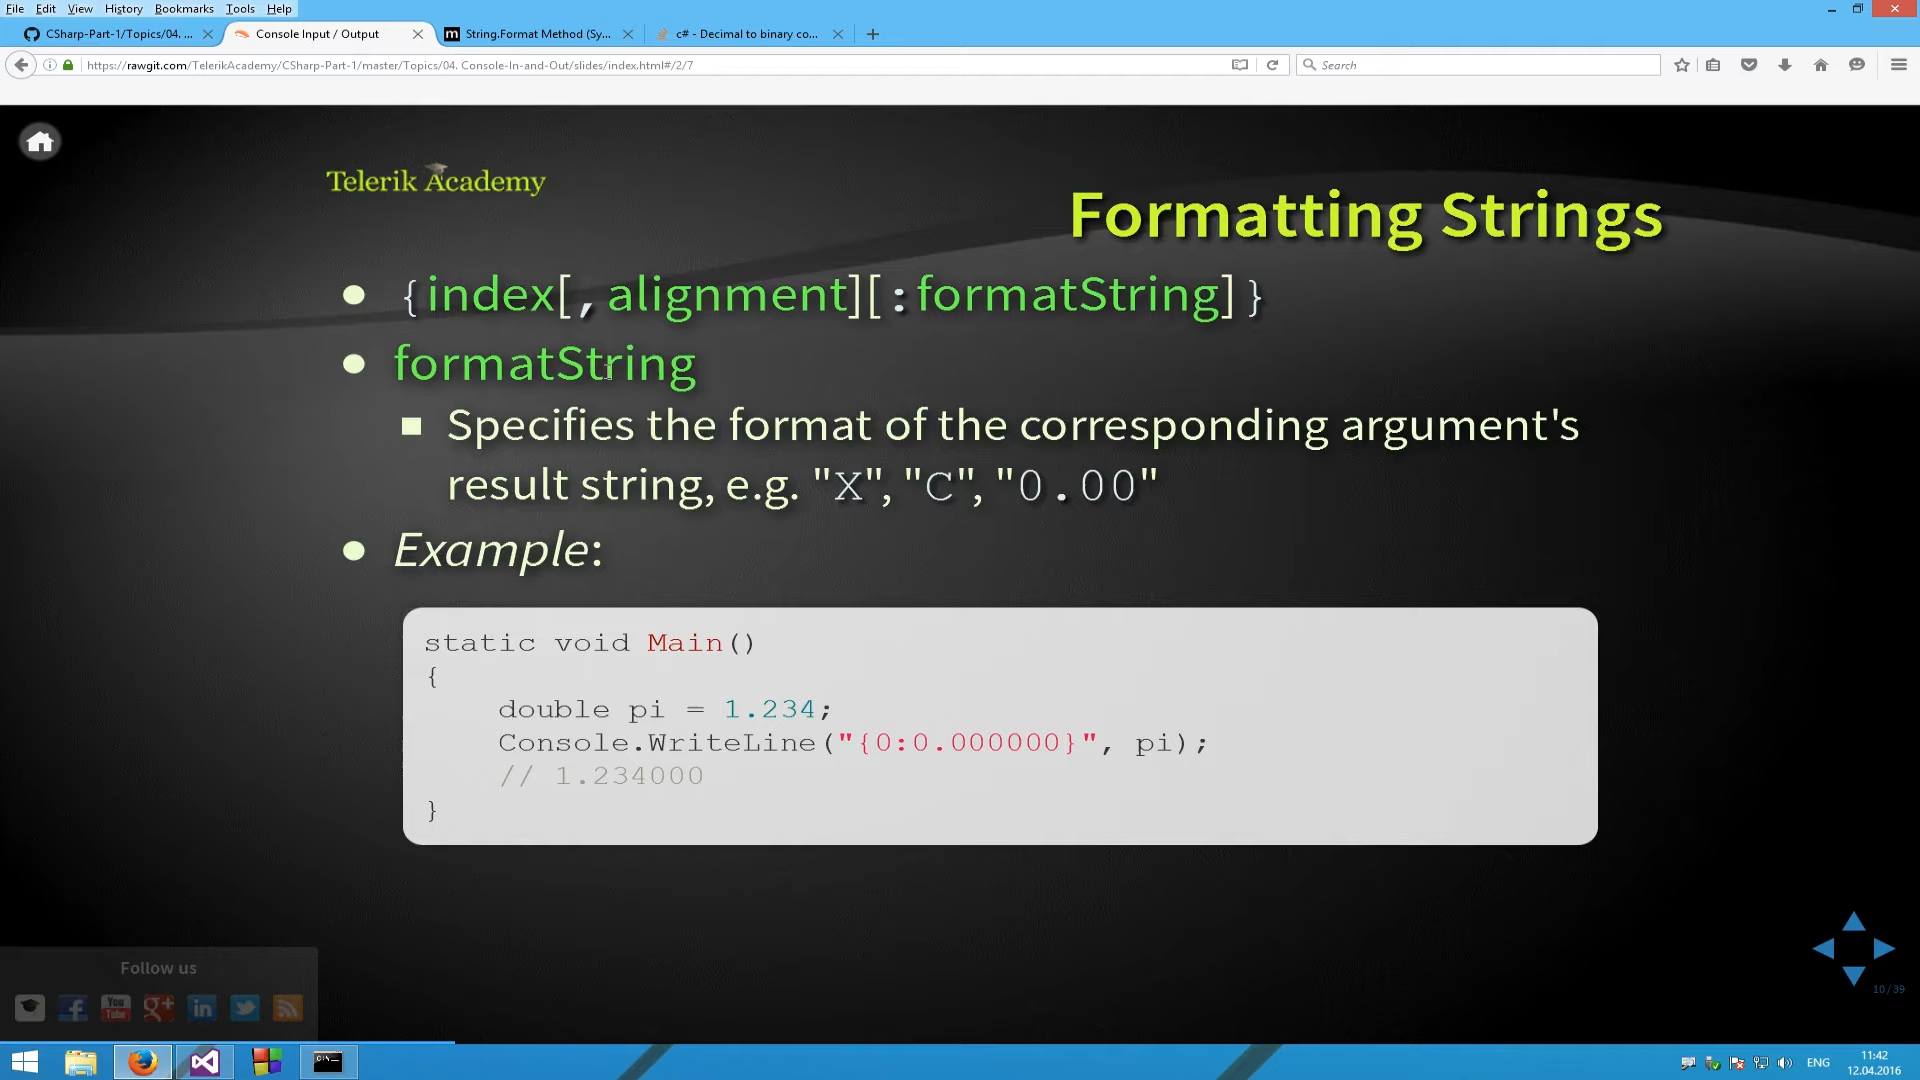 File Edit View History Bookmarks Tools Help
CSharp-Part-1/Topics/04. ...
Console Input / Output
String.Format Method (Sy...
c# - Decimal to binary co...
https://rawgit.com/TelerikAcademy/CSharp-Part-1/master/Topics/04. Console-In-and-Out/slides/index.html#/2/7
Search
Telerik Academy
Formatting Strings
{index[,alignment][:formatString]}
formatString
Specifies the format of the corresponding argument's
result string, e.g. "X", "C", "0.00"
Example:
static void Main()
{
double pi = 1.234;
Console.WriteLine("{0:0.000000}", pi);
// 1.234000
}
Follow us
You
Tube
g+
in
10 / 39
C:\
ENG
11:42
12.04.2016